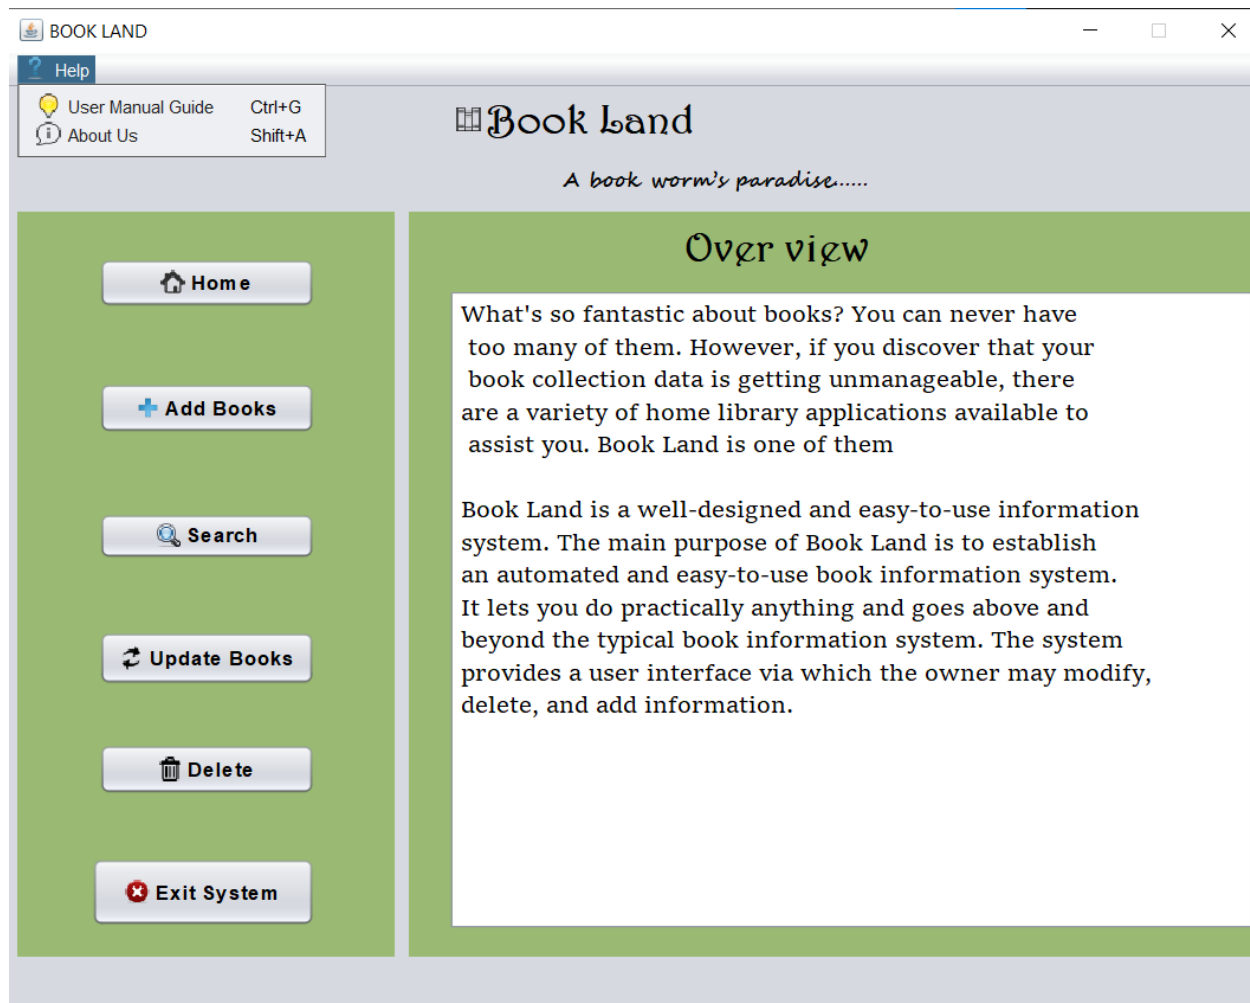 BOOK LAND
Help
User Manual Guide Ctrl+G
About Us Shift+A
Book Land
A book worm's paradise......
Home
Add Books
Search
Update Books
Delete
Exit System
Over view
What's so fantastic about books? You can never have
too many of them. However, if you discover that your
book collection data is getting unmanageable, there
are a variety of home library applications available to
assist you. Book Land is one of them
Book Land is a well-designed and easy-to-use information
system. The main purpose of Book Land is to establish
an automated and easy-to-use book information system.
It lets you do practically anything and goes above and
beyond the typical book information system. The system
provides a user interface via which the owner may modify,
delete, and add information.